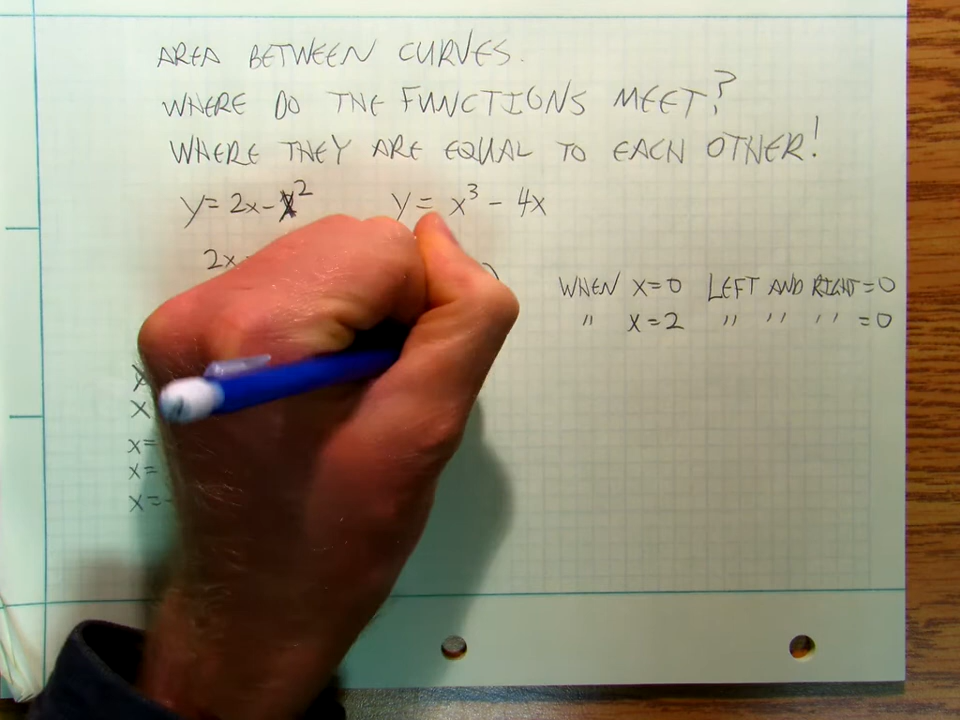 AREA BETWEEN CURVES.
WHERE DO THE FUNCTIONS MEET?
WHERE THEY ARE EQUAL TO EACH OTHER!
y = 2x - x² y = x³ - 4x
2x
WHEN x=0 LEFT AND RIGHT=0
" x=2 " " " =0
x
x=
x=
x=-